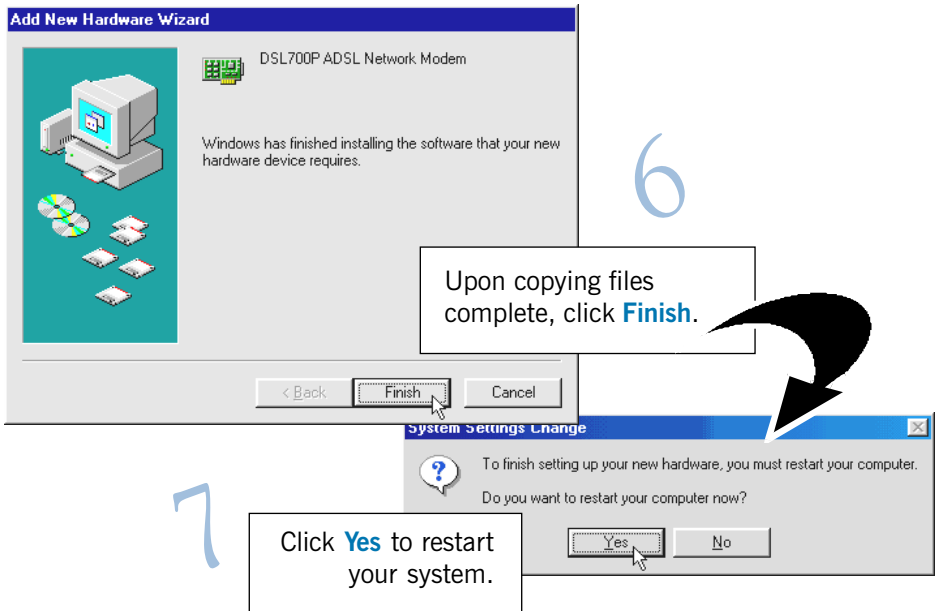 Add New Hardware Wizard
DSL700P ADSL Network Modem
Windows has finished installing the software that your new
hardware device requires.
6
Upon copying files
complete, click Finish.
< Back
Finish
Cancel
System Settings Change
To finish setting up your new hardware, you must restart your computer.
Do you want to restart your computer now?
Yes
No
7
Click Yes to restart
your system.